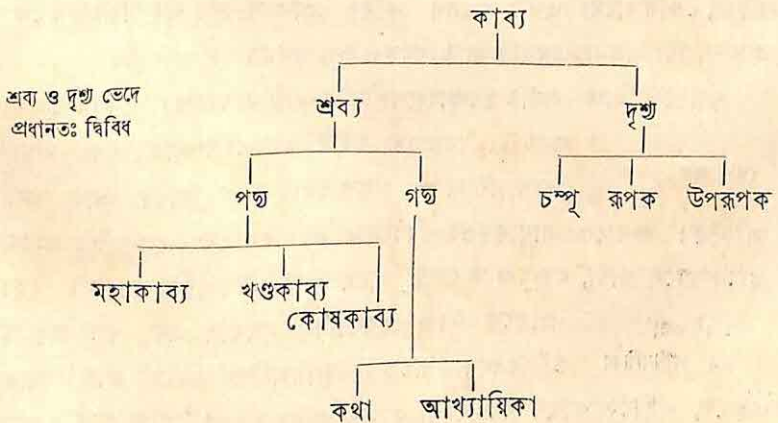 কাব্য
শ্রব্য ও দৃশ্য ভেদে
প্রধানতঃ দ্বিবিধ
শ্রব্য দৃশ্য
পদ্য গদ্য চম্পূ রূপক উপরূপক
মহাকাব্য খণ্ডকাব্য
কোষকাব্য
কথা আখ্যায়িকা